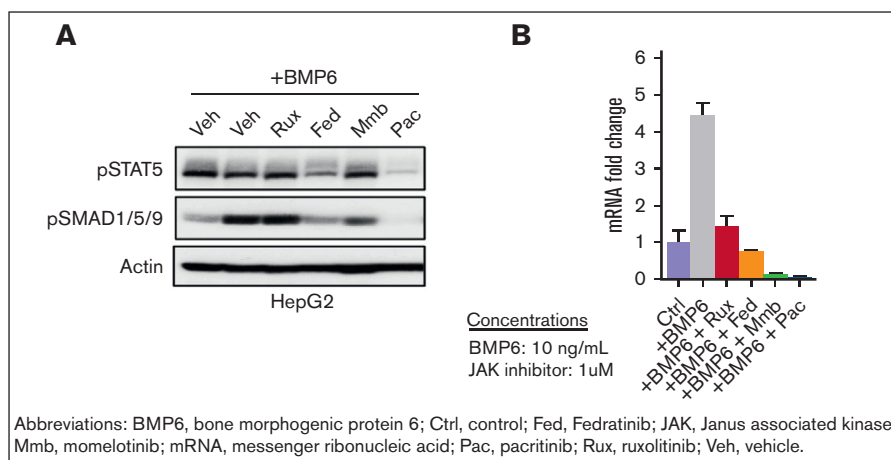 A
+BMP6
Veh Veh Rux Fed Mmb Pac
pSTAT5
pSMAD1/5/9
Actin
HepG2
B
mRNA fold change
6
5
4
3
2
1
0
Ctrl
+BMP6
+BMP6 + Rux
+BMP6 + Fed
+BMP6 + Mmb
+BMP6 + Pac
Concentrations
BMP6: 10 ng/mL
JAK inhibitor: 1uM
Abbreviations: BMP6, bone morphogenic protein 6; Ctrl, control; Fed, Fedratinib; JAK, Janus associated kinase
Mmb, momelotinib; mRNA, messenger ribonucleic acid; Pac, pacritinib; Rux, ruxolitinib; Veh, vehicle.